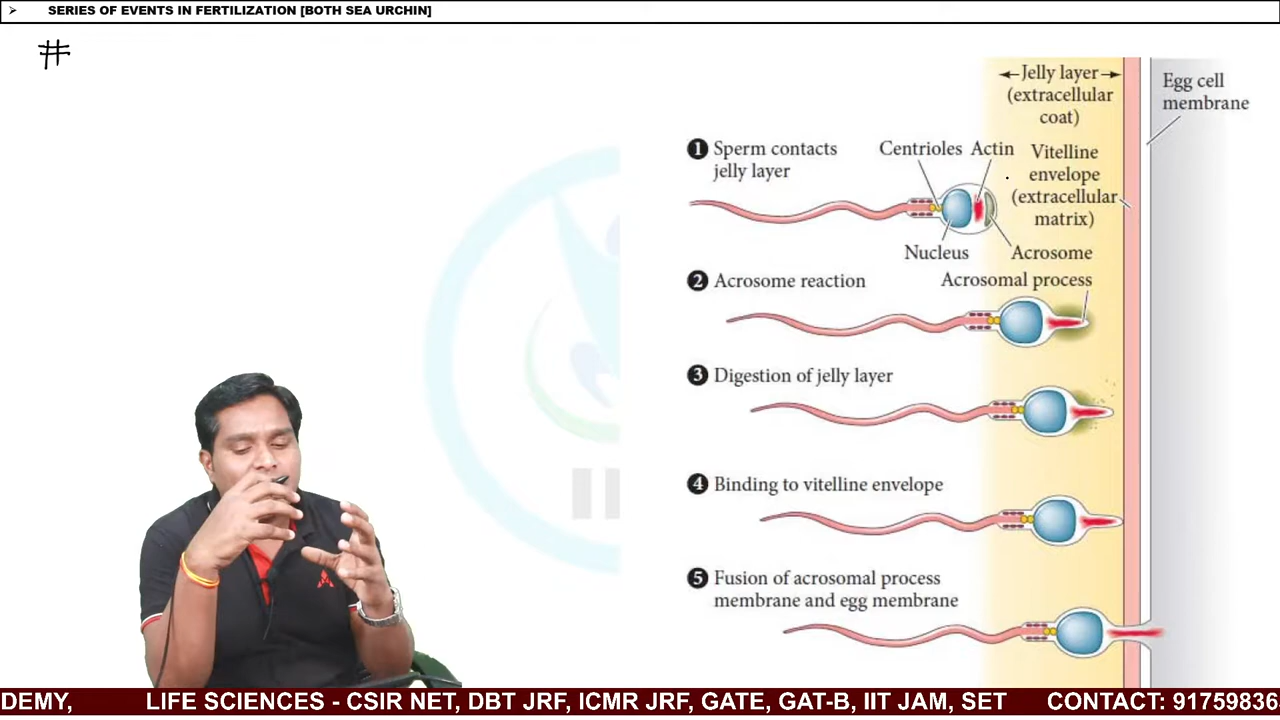 SERIES OF EVENTS IN FERTILIZATION [BOTH SEA URCHIN]
#
Jelly layer
(extracellular
coat)
Egg cell
membrane
1 Sperm contacts
jelly layer
Centrioles Actin
Vitelline
envelope
(extracellular
matrix)
Nucleus
Acrosome
2 Acrosome reaction
Acrosomal process
3 Digestion of jelly layer
4 Binding to vitelline envelope
5 Fusion of acrosomal process
membrane and egg membrane
DEMY, LIFE SCIENCES - CSIR NET, DBT JRF, ICMR JRF, GATE, GAT-B, IIT JAM, SET CONTACT: 91759836